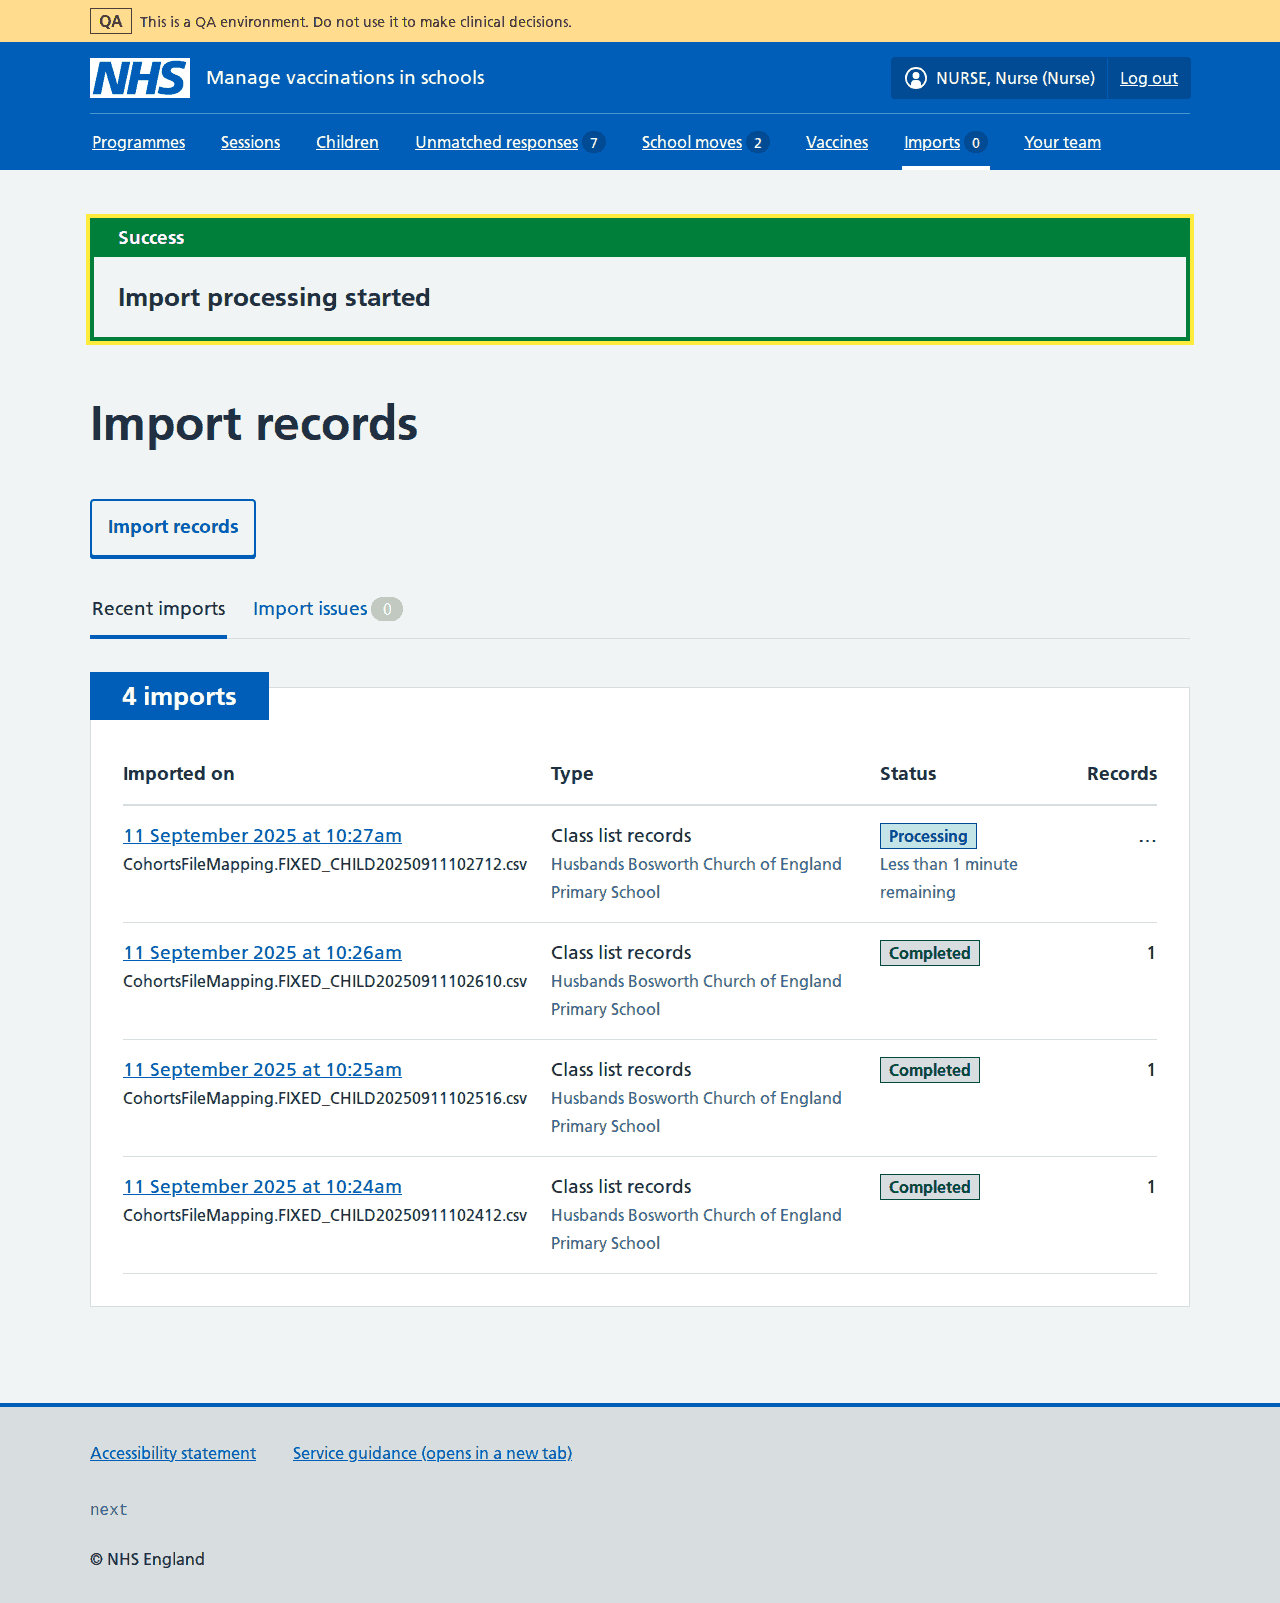 QA This is a QA environment. Do not use it to make clinical decisions.
NHS Manage vaccinations in schools NURSE, Nurse (Nurse) Log out
Programmes Sessions Children Unmatched responses 7 School moves 2 Vaccines Imports 0 Your team
Success
Import processing started
Import records
Import records
Recent imports Import issues 0
4 imports
Imported on Type Status Records
11 September 2025 at 10:27am Class list records Processing ...
CohortsFileMapping.FIXED_CHILD20250911102712.csv Husbands Bosworth Church of England Less than 1 minute
Primary School remaining
11 September 2025 at 10:26am Class list records Completed 1
CohortsFileMapping.FIXED_CHILD20250911102610.csv Husbands Bosworth Church of England
Primary School
11 September 2025 at 10:25am Class list records Completed 1
CohortsFileMapping.FIXED_CHILD20250911102516.csv Husbands Bosworth Church of England
Primary School
11 September 2025 at 10:24am Class list records Completed 1
CohortsFileMapping.FIXED_CHILD20250911102412.csv Husbands Bosworth Church of England
Primary School
Accessibility statement Service guidance (opens in a new tab)
next
© NHS England